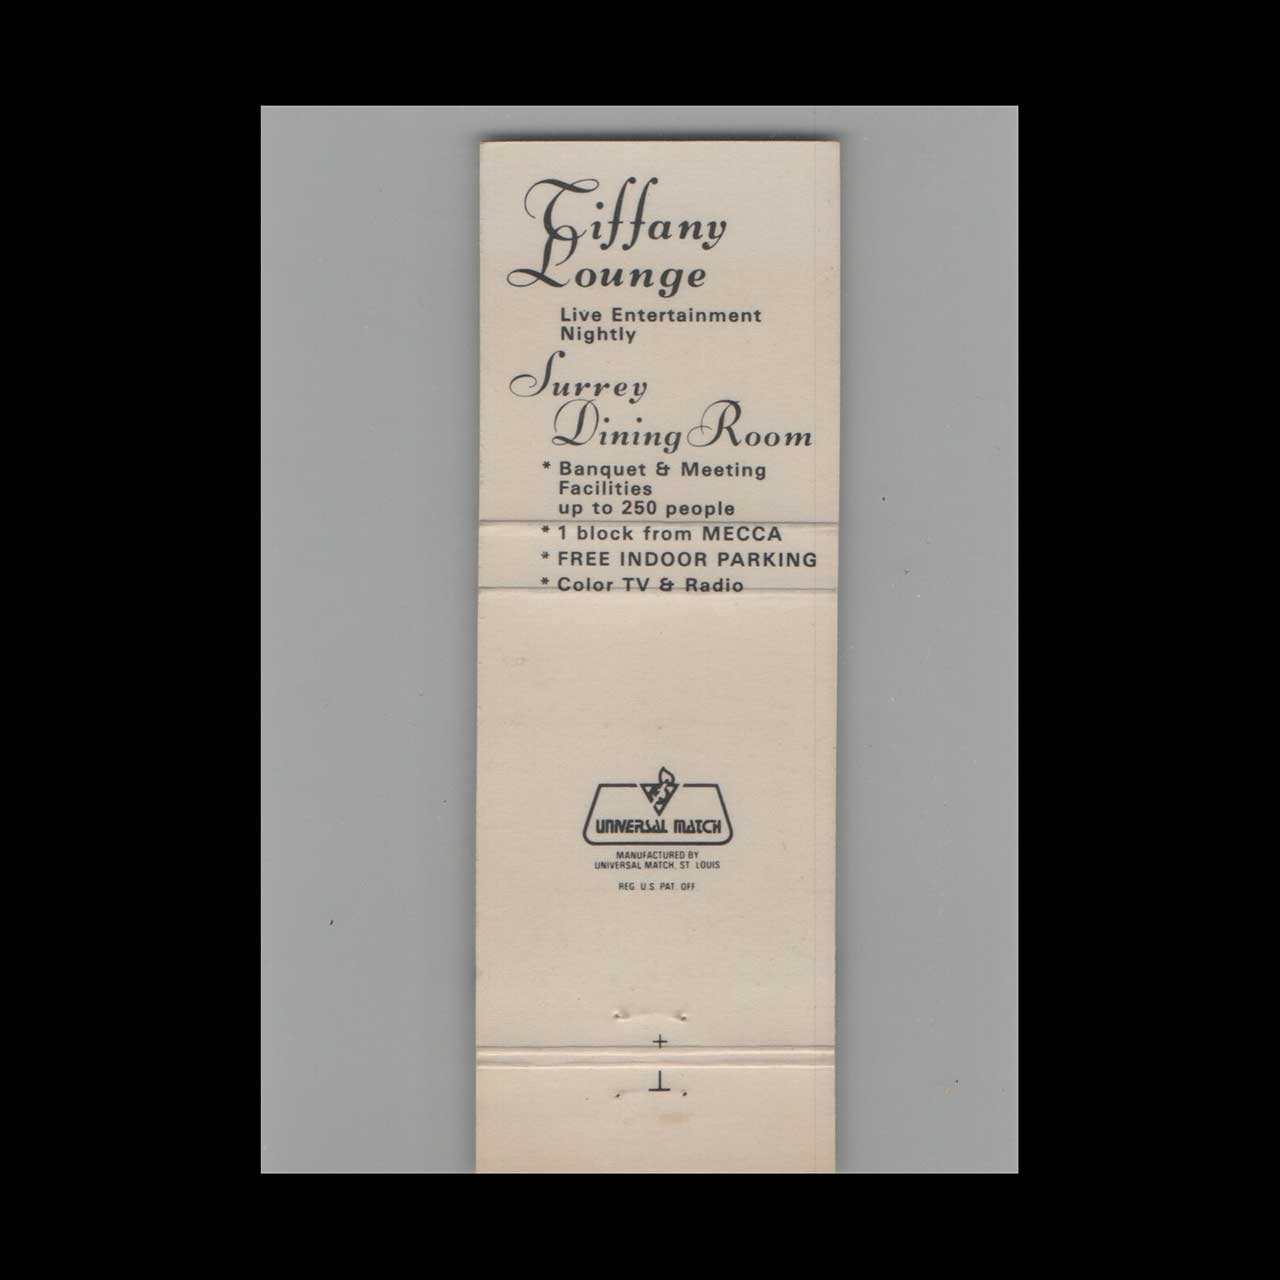 Tiffany
Lounge
Live Entertainment
Nightly
Surrey
Dining Room
* Banquet & Meeting
Facilities
up to 250 people
* 1 block from MECCA
* FREE INDOOR PARKING
* Color TV & Radio
UNIVERSAL MATCH
MANUFACTURED BY
UNIVERSAL MATCH, ST LOUIS
REG. U.S. PAT. OFF.